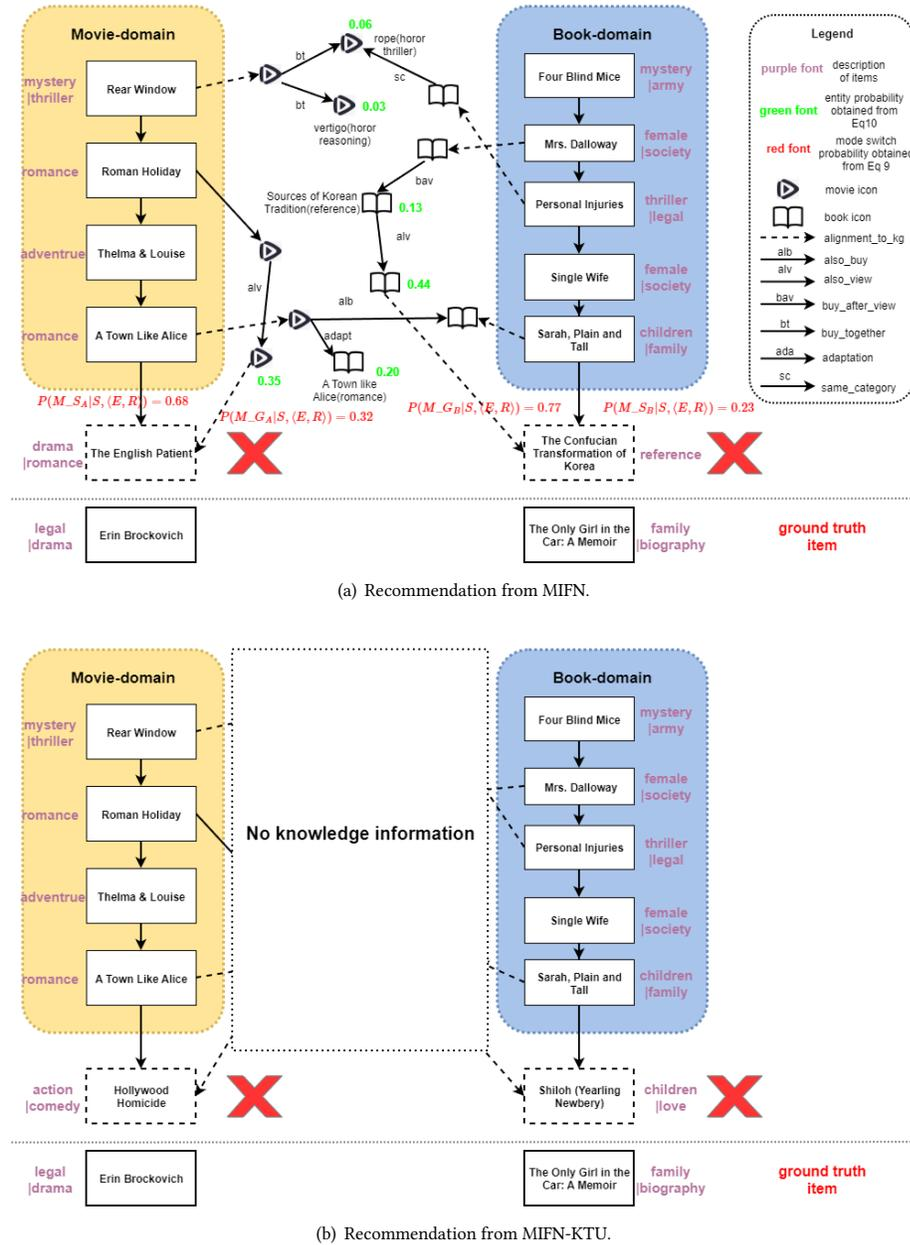 Movie-domain
mystery
|thriller
Rear Window
romance
Roman Holiday
adventrue
Thelma & Louise
romance
A Town Like Alice
0.06
rope(horor
thriller)
bt
sc
bt
0.03
vertigo(horor
reasoning)
bav
Sources of Korean
Tradition(reference)
0.13
alv
0.44
alv
alb
adapt
0.35
0.20
A Town like
Alice(romance)
Book-domain
Four Blind Mice
mystery
|army
Mrs. Dalloway
female
|society
Personal Injuries
thriller
|legal
Single Wife
female
|society
Sarah, Plain and
Tall
children
|family
Legend
purple font
description
of items
green font
entity probability
obtained from
Eq10
red font
mode switch
probability obtained
from Eq 9
movie icon
book icon
alignment_to_kg
alb
also_buy
alv
also_view
bav
buy_after_view
bt
buy_together
ada
adaptation
sc
same_category
P(M_S_A|S, ⟨E, R⟩) = 0.68
P(M_G_A|S, ⟨E, R⟩) = 0.32
P(M_G_B|S, ⟨E, R⟩) = 0.77
P(M_S_B|S, ⟨E, R⟩) = 0.23
drama
|romance
The English Patient
The Confucian
Transformation of
Korea
reference
legal
|drama
Erin Brockovich
The Only Girl in the
Car: A Memoir
family
|biography
ground truth
item
(a) Recommendation from MIFN.
Movie-domain
mystery
|thriller
Rear Window
romance
Roman Holiday
adventrue
Thelma & Louise
romance
A Town Like Alice
No knowledge information
Book-domain
Four Blind Mice
mystery
|army
Mrs. Dalloway
female
|society
Personal Injuries
thriller
|legal
Single Wife
female
|society
Sarah, Plain and
Tall
children
|family
action
|comedy
Hollywood
Homicide
Shiloh (Yearling
Newbery)
children
|love
legal
|drama
Erin Brockovich
The Only Girl in the
Car: A Memoir
family
|biography
ground truth
item
(b) Recommendation from MIFN-KTU.